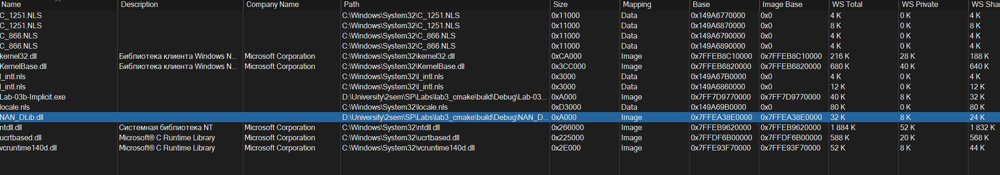 Name Description Company Name Path Size Mapping Base Image Base WS Total WS Private WS Shar
C_1251.NLS C:\Windows\System32\C_1251.NLS 0x11000 Data 0x149A6770000 0x0 4 K 0 K 4 K
C_1251.NLS C:\Windows\System32\C_1251.NLS 0x11000 Data 0x149A6870000 0x0 8 K 0 K 8 K
C_866.NLS C:\Windows\System32\C_866.NLS 0x11000 Data 0x149A6790000 0x0 4 K 0 K 4 K
C_866.NLS C:\Windows\System32\C_866.NLS 0x11000 Data 0x149A6890000 0x0 4 K 0 K 4 K
kernel32.dll Библиотека клиента Windows N... Microsoft Corporation C:\Windows\System32\kernel32.dll 0xCA000 Image 0x7FFEB8C10000 0x7FFEB8C10000 216 K 28 K 188 K
KernelBase.dll Библиотека клиента Windows N... Microsoft Corporation C:\Windows\System32\KernelBase.dll 0x3CC000 Image 0x7FFEB6820000 0x7FFEB6820000 680 K 40 K 640 K
l_intl.nls C:\Windows\System32\l_intl.nls 0x3000 Data 0x149A67B0000 0x0 4 K 0 K 4 K
l_intl.nls C:\Windows\System32\l_intl.nls 0x3000 Data 0x149A6860000 0x0 12 K 0 K 12 K
Lab-03b-Implicit.exe D:\University\2sem\SP\Labs\lab3_cmake\build\Debug\Lab-03... 0xA000 Image 0x7FF7D9770000 0x7FF7D9770000 40 K 8 K 32 K
locale.nls C:\Windows\System32\locale.nls 0xD3000 Data 0x149A69B0000 0x0 80 K 0 K 80 K
NAN_DLib.dll D:\University\2sem\SP\Labs\lab3_cmake\build\Debug\NAN_D... 0xA000 Image 0x7FFEA38E0000 0x7FFEA38E0000 32 K 8 K 24 K
ntdll.dll Системная библиотека NT Microsoft Corporation C:\Windows\System32\ntdll.dll 0x266000 Image 0x7FFEB9620000 0x7FFEB9620000 1 884 K 52 K 1 832 K
ucrtbased.dll Microsoft® C Runtime Library Microsoft Corporation C:\Windows\System32\ucrtbased.dll 0x225000 Image 0x7FFDF6B00000 0x7FFDF6B00000 588 K 20 K 568 K
vcruntime140d.dll Microsoft® C Runtime Library Microsoft Corporation C:\Windows\System32\vcruntime140d.dll 0x2E000 Image 0x7FFE93F70000 0x7FFE93F70000 52 K 8 K 44 K